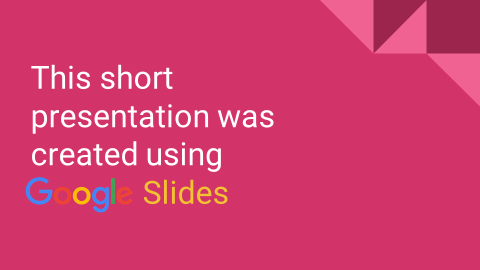 This short
presentation was
created using
Google Slides